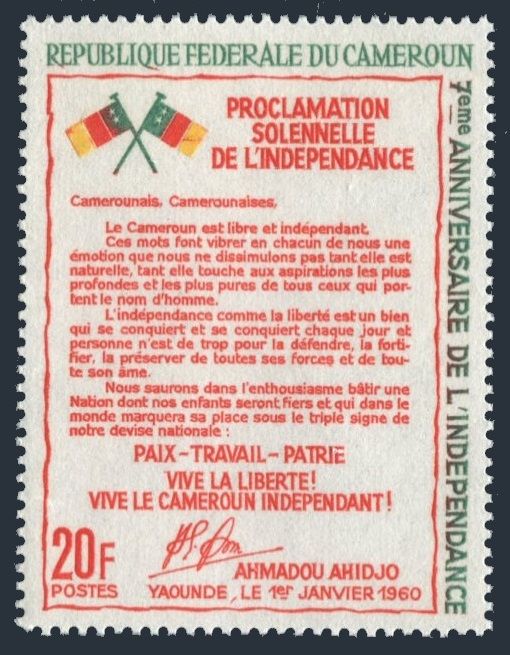 REPUBLIQUE FEDERALE DU CAMEROUN
7eme ANNIVERSAIRE DE L'INDEPENDANCE
PROCLAMATION
SOLENNELLE
DE L'INDEPENDANCE
Camerounais, Camerounaises,
Le Cameroun est libre et indépendant.
Ces mots font vibrer en chacun de nous une
émotion que nous ne dissimulons pas tant elle est
naturelle, tant elle touche aux aspirations les plus
profondes et les plus pures de tous ceux qui por-
tent le nom d'homme.
L'indépendance comme la liberté est un bien
qui se conquiert et se conquiert chaque jour et
personne n'est de trop pour la défendre, la forti-
fier, la préserver de toutes ses forces et de tou-
te son âme.
Nous saurons dans l'enthousiasme bâtir une
Nation dont nos enfants seront fiers et qui dans le
monde marquera sa place sous le triple signe de
notre devise nationale :
PAIX-TRAVAIL-PATRIE
VIVE LA LIBERTE!
VIVE LE CAMEROUN INDEPENDANT!
20F
POSTES
AHMADOU AHIDJO
YAOUNDE, LE 1er JANVIER 1960